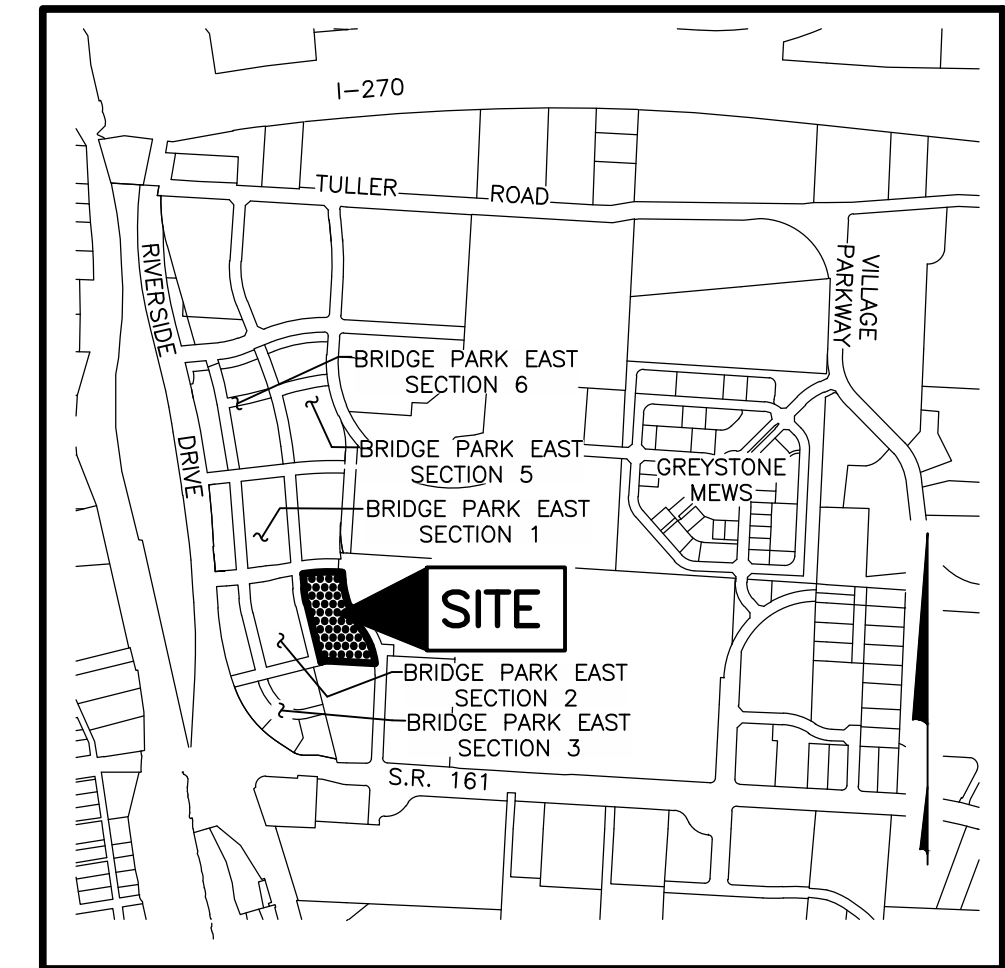 I-270
TULLER ROAD
RIVERSIDE
DRIVE
VILLAGE
PARKWAY
BRIDGE PARK EAST
SECTION 6
BRIDGE PARK EAST
SECTION 5
GREYSTONE
MEWS
BRIDGE PARK EAST
SECTION 1
SITE
BRIDGE PARK EAST
SECTION 2
BRIDGE PARK EAST
SECTION 3
S.R. 161